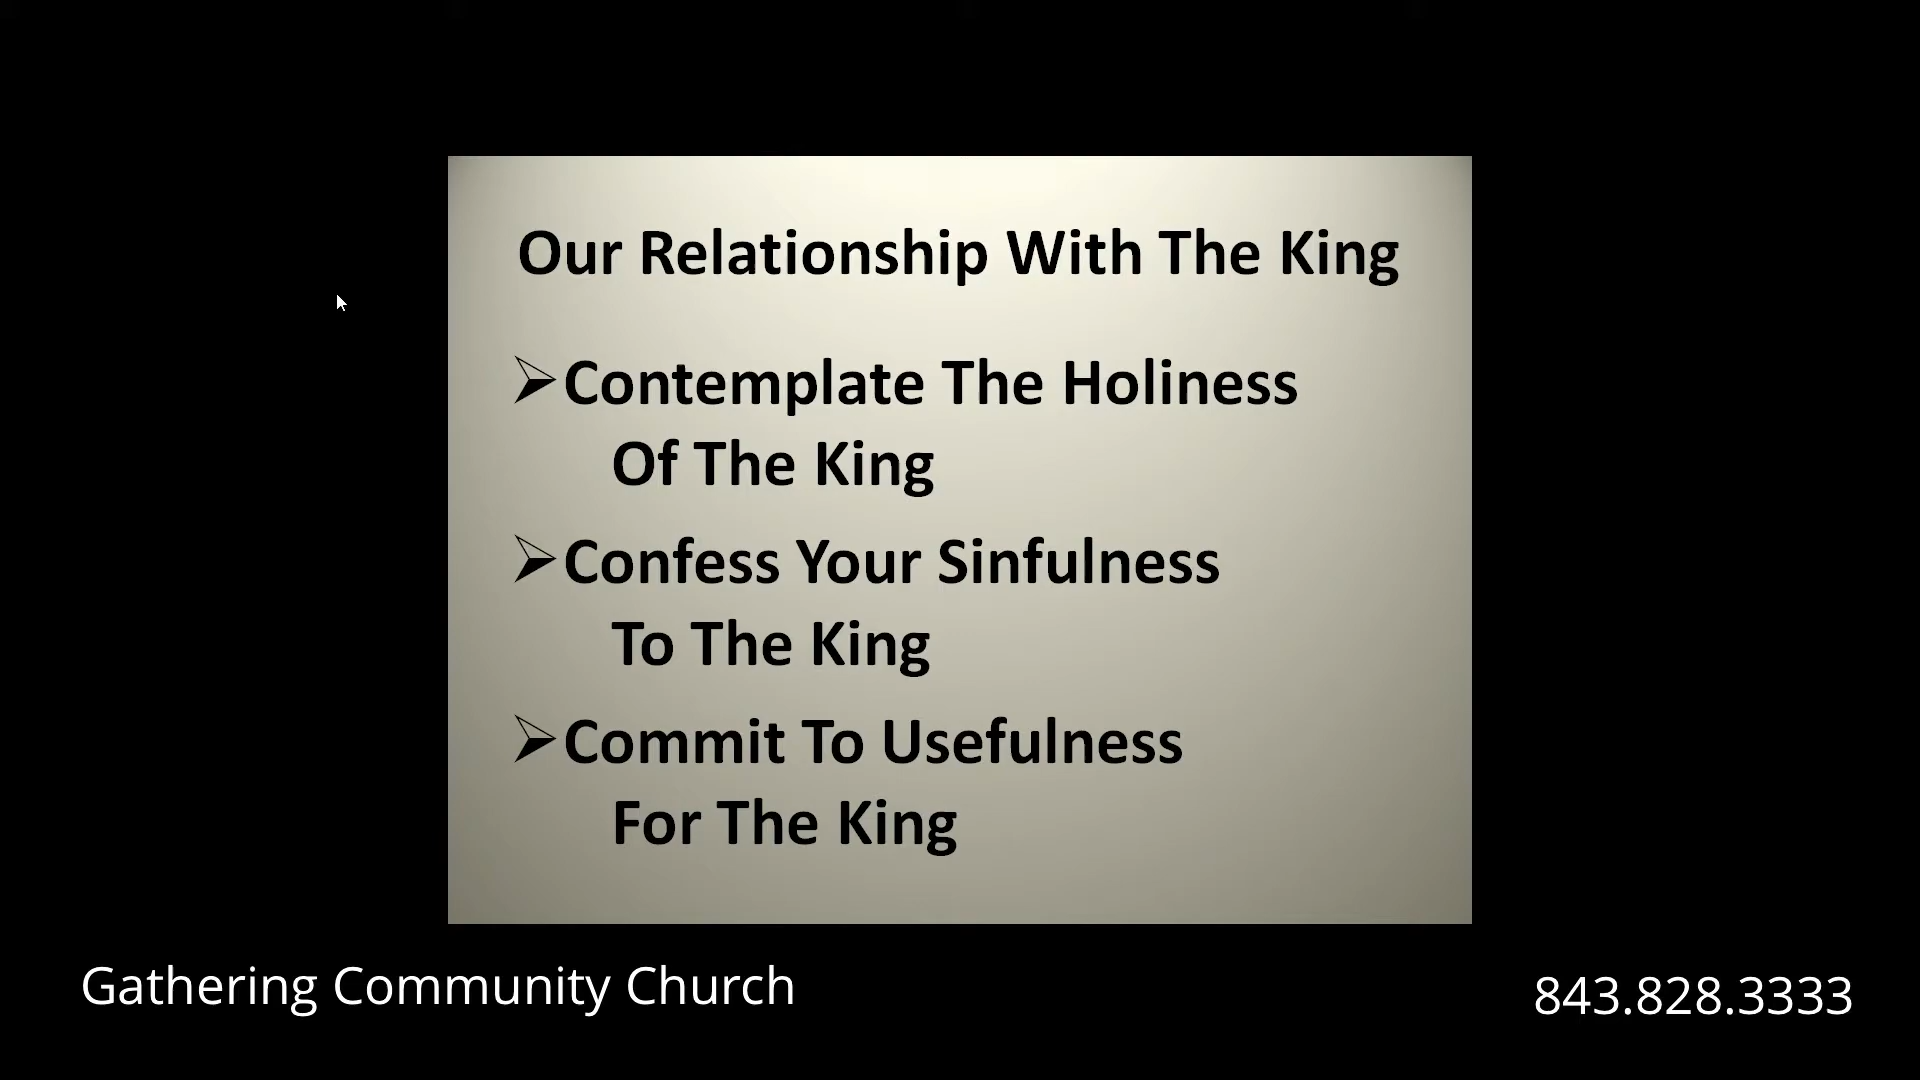 Our Relationship With The King
➢Contemplate The Holiness
Of The King
➢Confess Your Sinfulness
To The King
➢Commit To Usefulness
For The King
Gathering Community Church
843.828.3333